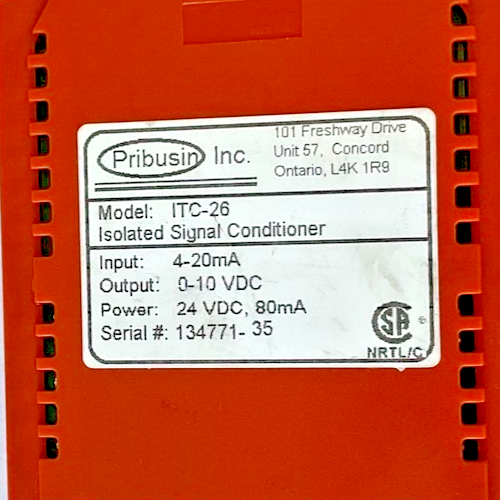 Pribusin Inc.
101 Freshway Drive
Unit 57, Concord
Ontario, L4K 1R9
Model: ITC-26
Isolated Signal Conditioner
Input: 4-20mA
Output: 0-10 VDC
Power: 24 VDC, 80mA
Serial #: 134771- 35
SA ®
NRTL/C